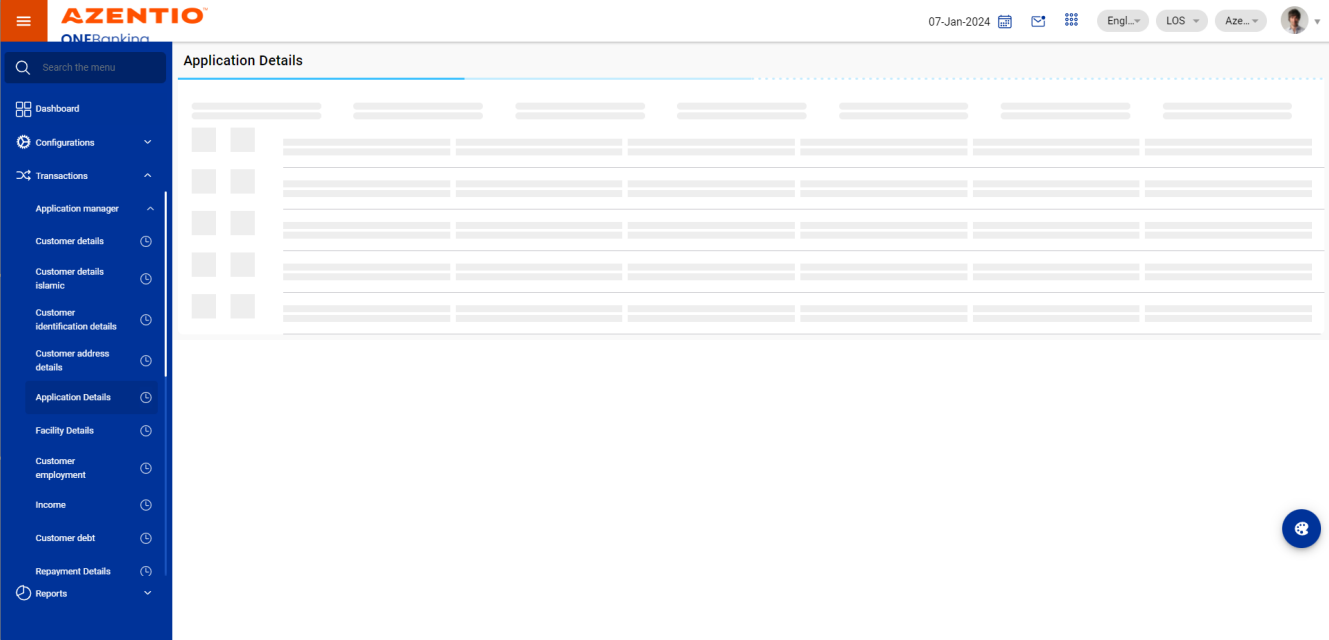 AZENTIO™
ONEBanking
07-Jan-2024
Engl...
LOS
Aze...
Search the menu
Dashboard
Configurations
Transactions
Application manager
Customer details
Customer details
islamic
Customer
identification details
Customer address
details
Application Details
Facility Details
Customer
employment
Income
Customer debt
Repayment Details
Reports
Application Details